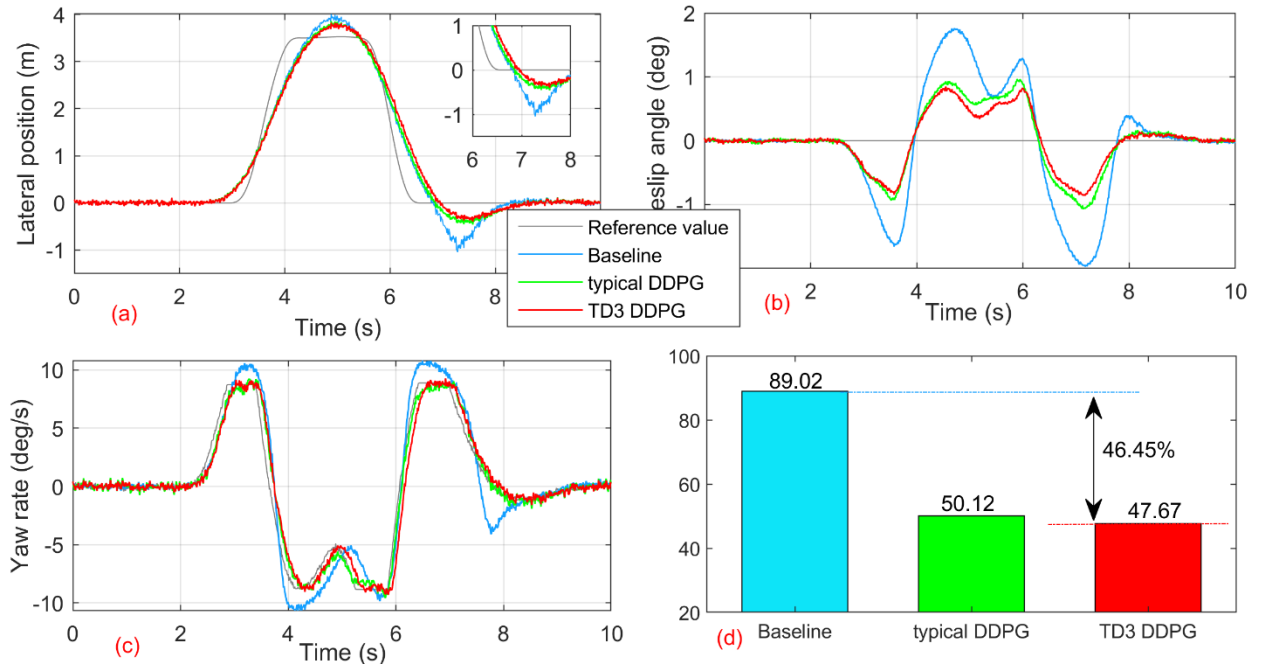 4
3
2
1
0
-1
Lateral position (m)
0
2
4
6
8
Time (s)
(a)
1
0
-1
6
7
8
2
1
0
-1
eslip angle (deg)
2
4
6
8
10
Time (s)
(b)
Reference value
Baseline
typical DDPG
TD3 DDPG
10
5
0
-5
-10
Yaw rate (deg/s)
0
2
4
6
8
10
Time (s)
(c)
100
80
60
40
20
89.02
50.12
47.67
46.45%
(d)
Baseline
typical DDPG
TD3 DDPG